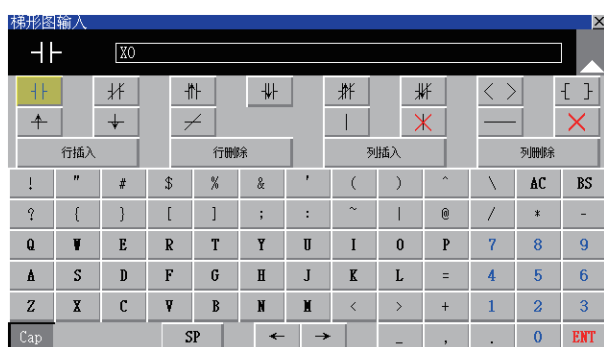 梯形图输入
X0
行插入 行删除 列插入 列删除
! " # $ % & ' ( ) ^ \ AC BS
? { } [ ] ; : ~ | @ / * -
Q W E R T Y U I O P 7 8 9
A S D F G H J K L = 4 5 6
Z X C V B N M < > + 1 2 3
Cap SP ← → _ , . 0 ENT